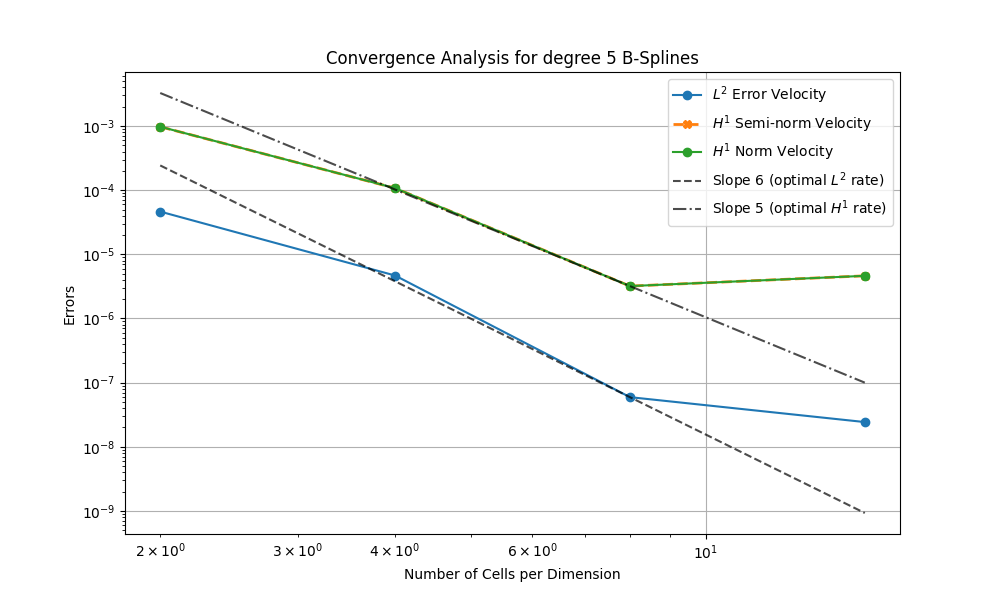 Convergence Analysis for degree 5 B-Splines
L² Error Velocity
H¹ Semi-norm Velocity
H¹ Norm Velocity
Slope 6 (optimal L² rate)
Slope 5 (optimal H¹ rate)
Errors
10⁻³
10⁻⁴
10⁻⁵
10⁻⁶
10⁻⁷
10⁻⁸
10⁻⁹
2 × 10⁰ 3 × 10⁰ 4 × 10⁰ 6 × 10⁰ 10¹
Number of Cells per Dimension